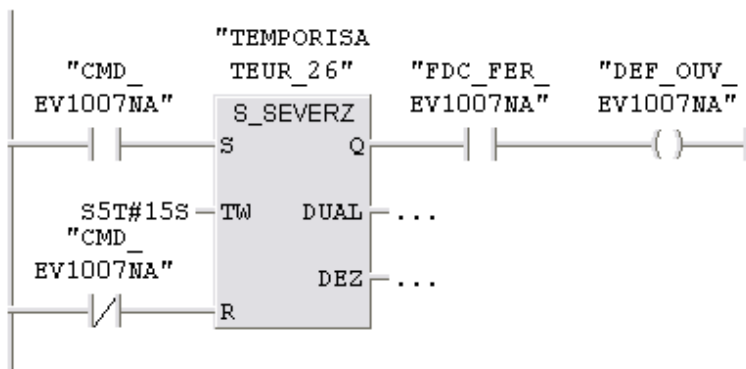 "TEMPORISA
TEUR_26"
"CMD_
EV1007NA"
"FDC_FER_
EV1007NA"
"DEF_OUV_
EV1007NA"
S_SEVERZ
S Q
S5T#15S TW DUAL ...
"CMD_
EV1007NA"
DEZ ...
R